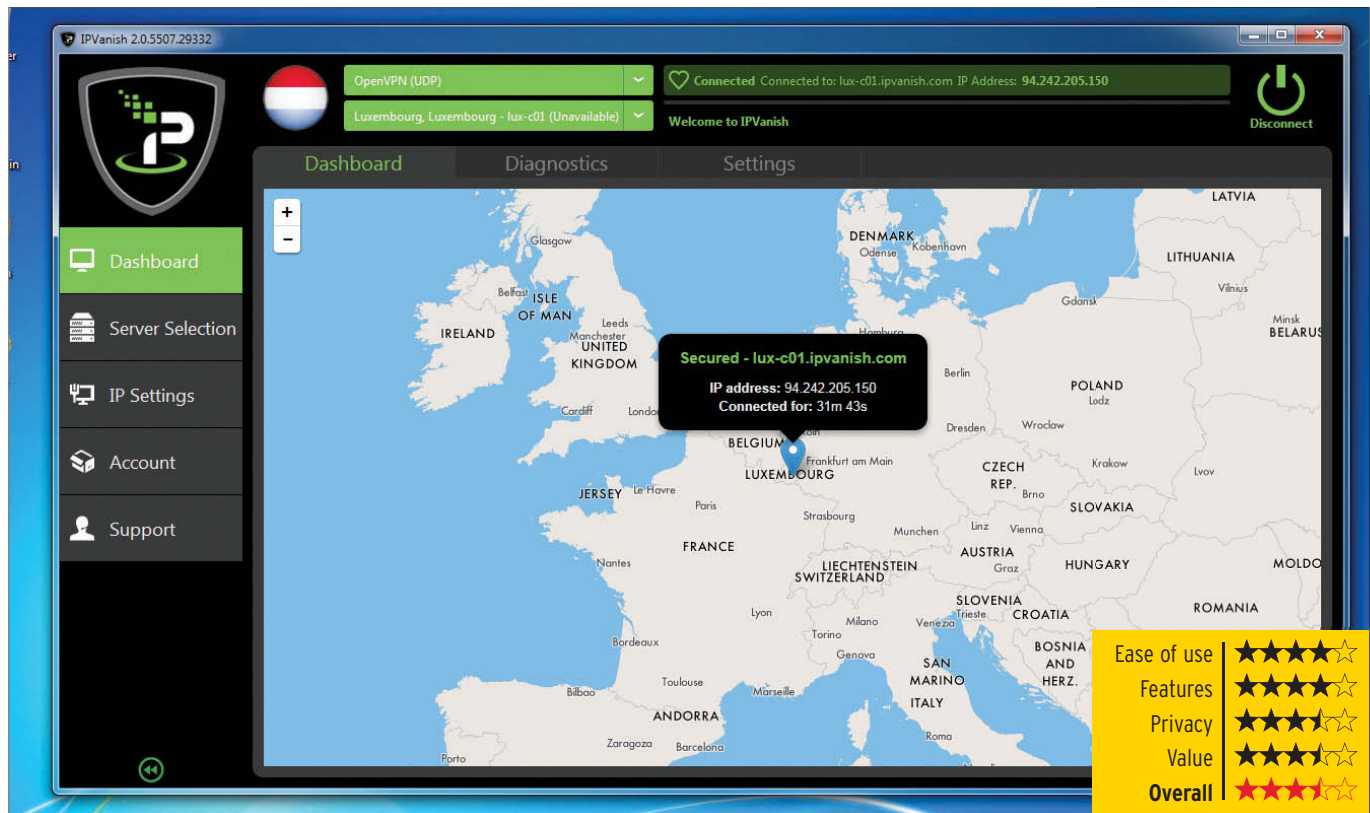 IPVanish 2.0.5507.29332
OpenVPN (UDP)
Connected Connected to: lux-c01.ipvanish.com IP Address: 94.242.205.150
Luxembourg, Luxembourg - lux-c01 (Unavailable)
Welcome to IPVanish
Disconnect
Dashboard
Diagnostics
Settings
Dashboard
Server Selection
IP Settings
Account
Support
+
-
LATVIA
Glasgow
DENMARK
Kobenhavn
Odense
LITHUANIA
Vilnius
Belfast
ISLE
OF MAN
Gdansk
Minsk
BELARUS
IRELAND
Leeds
Manchester
UNITED
KINGDOM
Hamburg
Secured - lux-c01.ipvanish.com
IP address: 94.242.205.150
Connected for: 31m 43s
Berlin
POLAND
Lodz
Cardiff
London
Dresden
Wroclaw
BELGIUM
Frankfurt am Main
LUXEMBOURG
CZECH
REP.
Krakow
Lvov
Brno
JERSEY
Le Havre
Paris
Strasbourg
SLOVAKIA
Munchen
Linz
Vienna
FRANCE
AUSTRIA
Graz
Nantes
LIECHTENSTEIN
SWITZERLAND
HUNGARY
MOLDO
SLOVENIA
Trieste
CROATIA
ROMANIA
Lyon
Milano
Venezia
Torino
Bordeaux
Genova
BOSNIA
AND
HERZ.
SAN
MARINO
Toulouse
Marseille
Bilbao
ITALY
ANDORRA
Roma
Zaragoza
Barcelona
Porto
Ease of use
Features
Privacy
Value
Overall